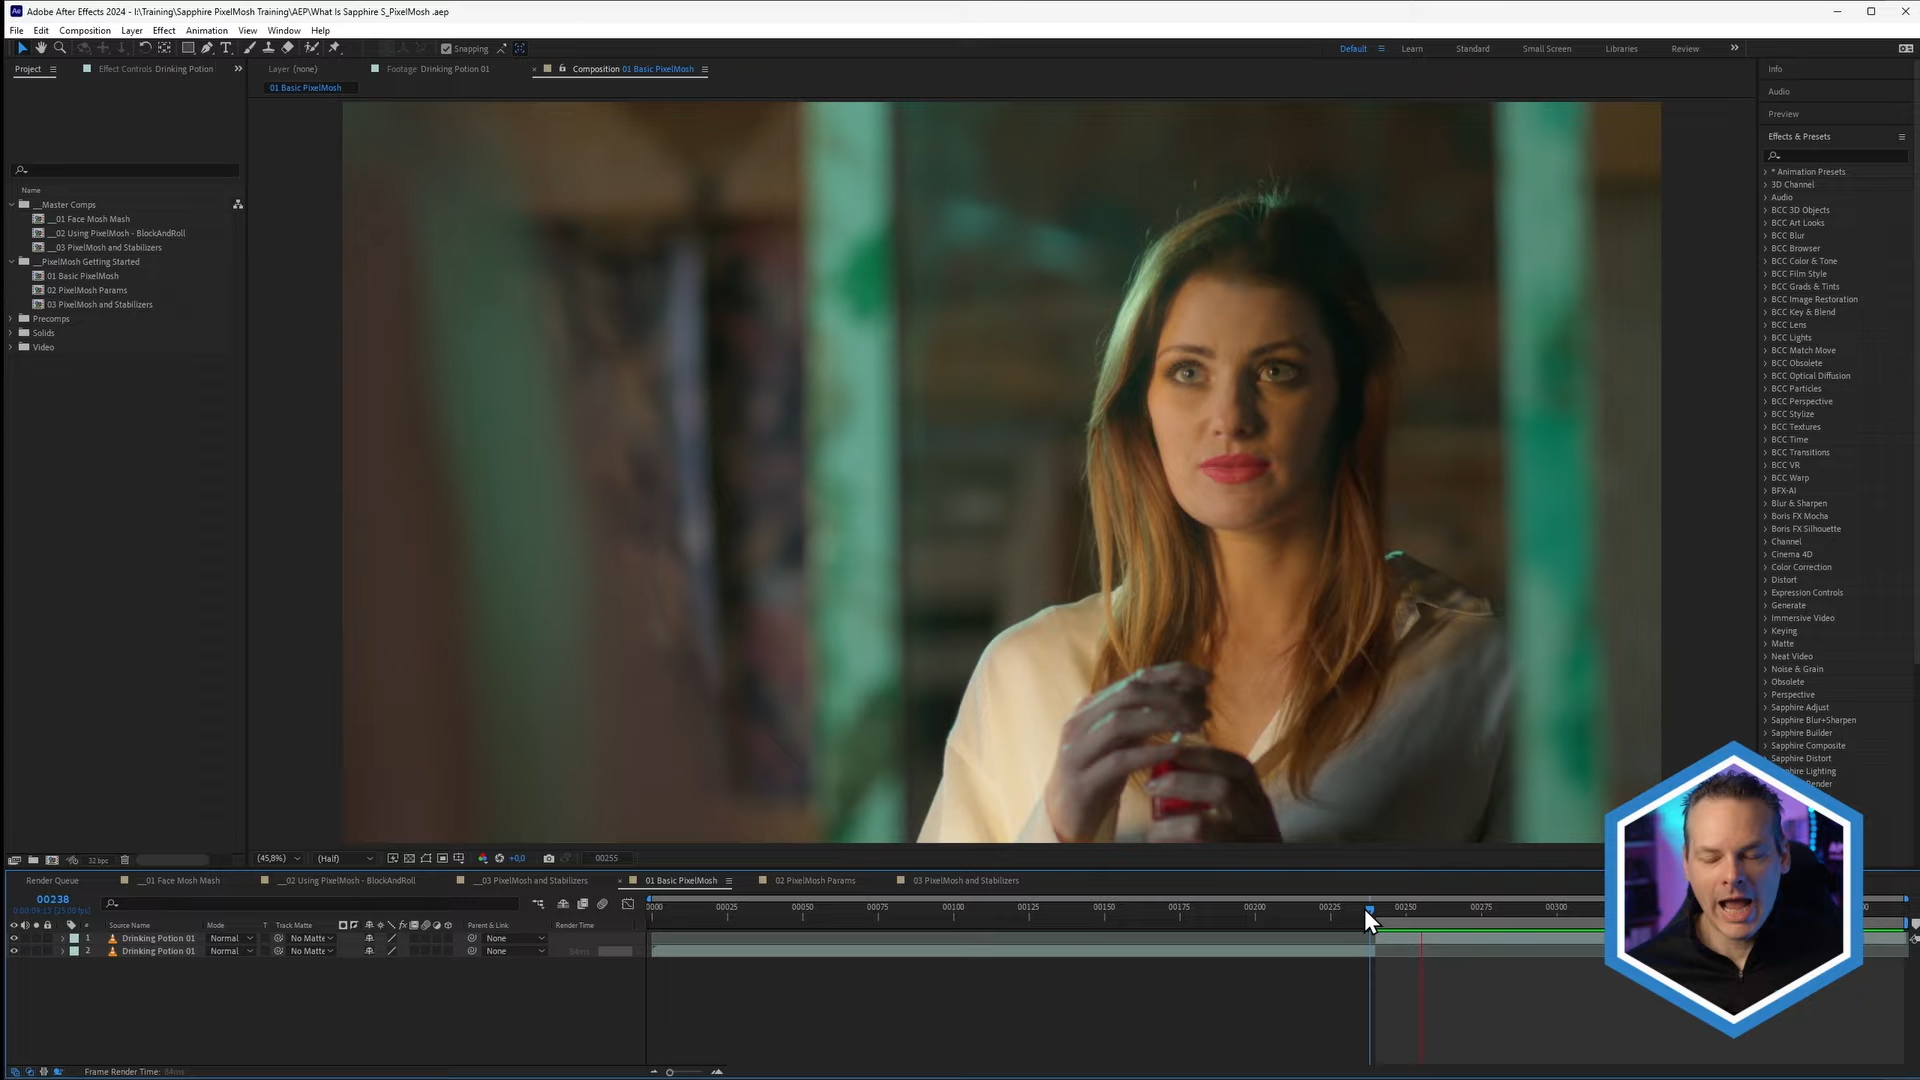 Adobe After Effects 2024 - I:\Training\Sapphire PixelMosh Training\AEP\What Is Sapphire S_PixelMosh .aep
File Edit Composition Layer Effect Animation View Window Help
Snapping
Default Learn Standard Small Screen Libraries Review
Project Effect Controls Drinking Potion
Layer (none) Footage Drinking Potion 01 Composition 01 Basic PixelMosh
01 Basic PixelMosh
Name
__Master Comps
__01 Face Mosh Mash
__02 Using PixelMosh - BlockAndRoll
__03 PixelMosh and Stabilizers
__PixelMosh Getting Started
01 Basic PixelMosh
02 PixelMosh Params
03 PixelMosh and Stabilizers
Precomps
Solids
Video
32 bpc
(45,8%) (Half) +0,0 00255
Info
Audio
Preview
Effects & Presets
* Animation Presets
3D Channel
Audio
BCC 3D Objects
BCC Art Looks
BCC Blur
BCC Browser
BCC Color & Tone
BCC Film Style
BCC Grads & Tints
BCC Image Restoration
BCC Key & Blend
BCC Lens
BCC Lights
BCC Match Move
BCC Obsolete
BCC Optical Diffusion
BCC Particles
BCC Perspective
BCC Stylize
BCC Textures
BCC Time
BCC Transitions
BCC VR
BCC Warp
BFX-AI
Blur & Sharpen
Boris FX Mocha
Boris FX Silhouette
Channel
Cinema 4D
Color Correction
Distort
Expression Controls
Generate
Immersive Video
Keying
Matte
Neat Video
Noise & Grain
Obsolete
Perspective
Sapphire Adjust
Sapphire Blur+Sharpen
Sapphire Builder
Sapphire Composite
Sapphire Distort
Lighting
Render Queue __01 Face Mosh Mash __02 Using PixelMosh - BlockAndRoll __03 PixelMosh and Stabilizers 01 Basic PixelMosh 02 PixelMosh Params 03 PixelMosh and Stabilizers
00238
0:00:09:13 (25.00 fps)
0000 00025 00050 00075 00100 00125 00150 00175 00200 00225 00250 00275 00300
# Source Name Mode T Track Matte Parent & Link Render Time
1 Drinking Potion 01 Normal No Matte None
2 Drinking Potion 01 Normal No Matte None 84ms
Frame Render Time: 84ms